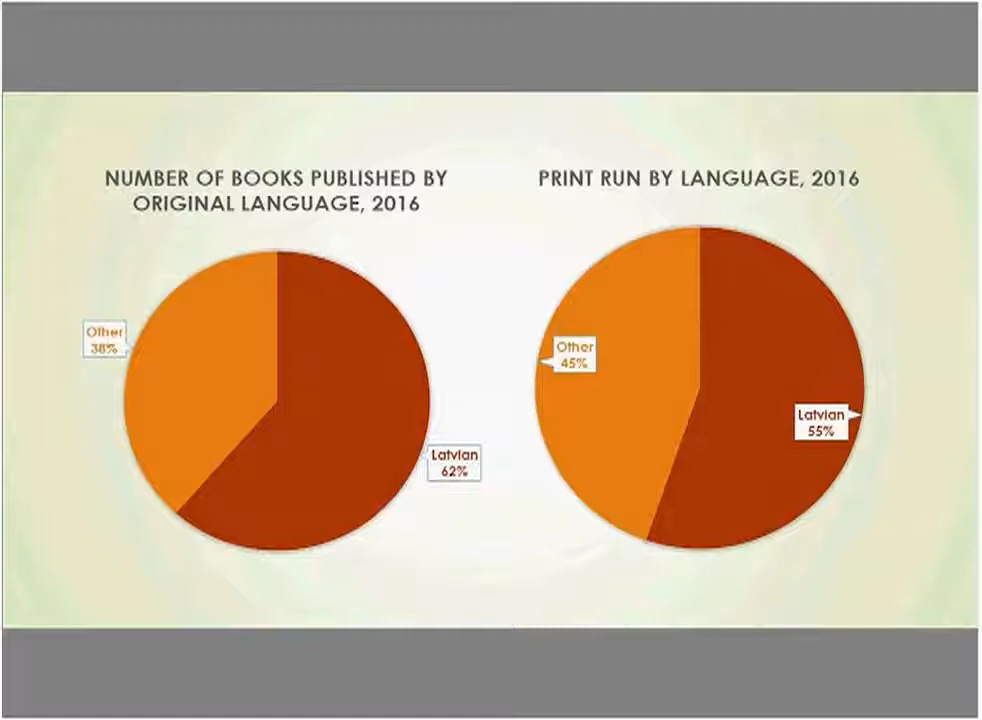 NUMBER OF BOOKS PUBLISHED BY
ORIGINAL LANGUAGE, 2016
Other
38%
Latvian
62%
PRINT RUN BY LANGUAGE, 2016
Other
45%
Latvian
55%